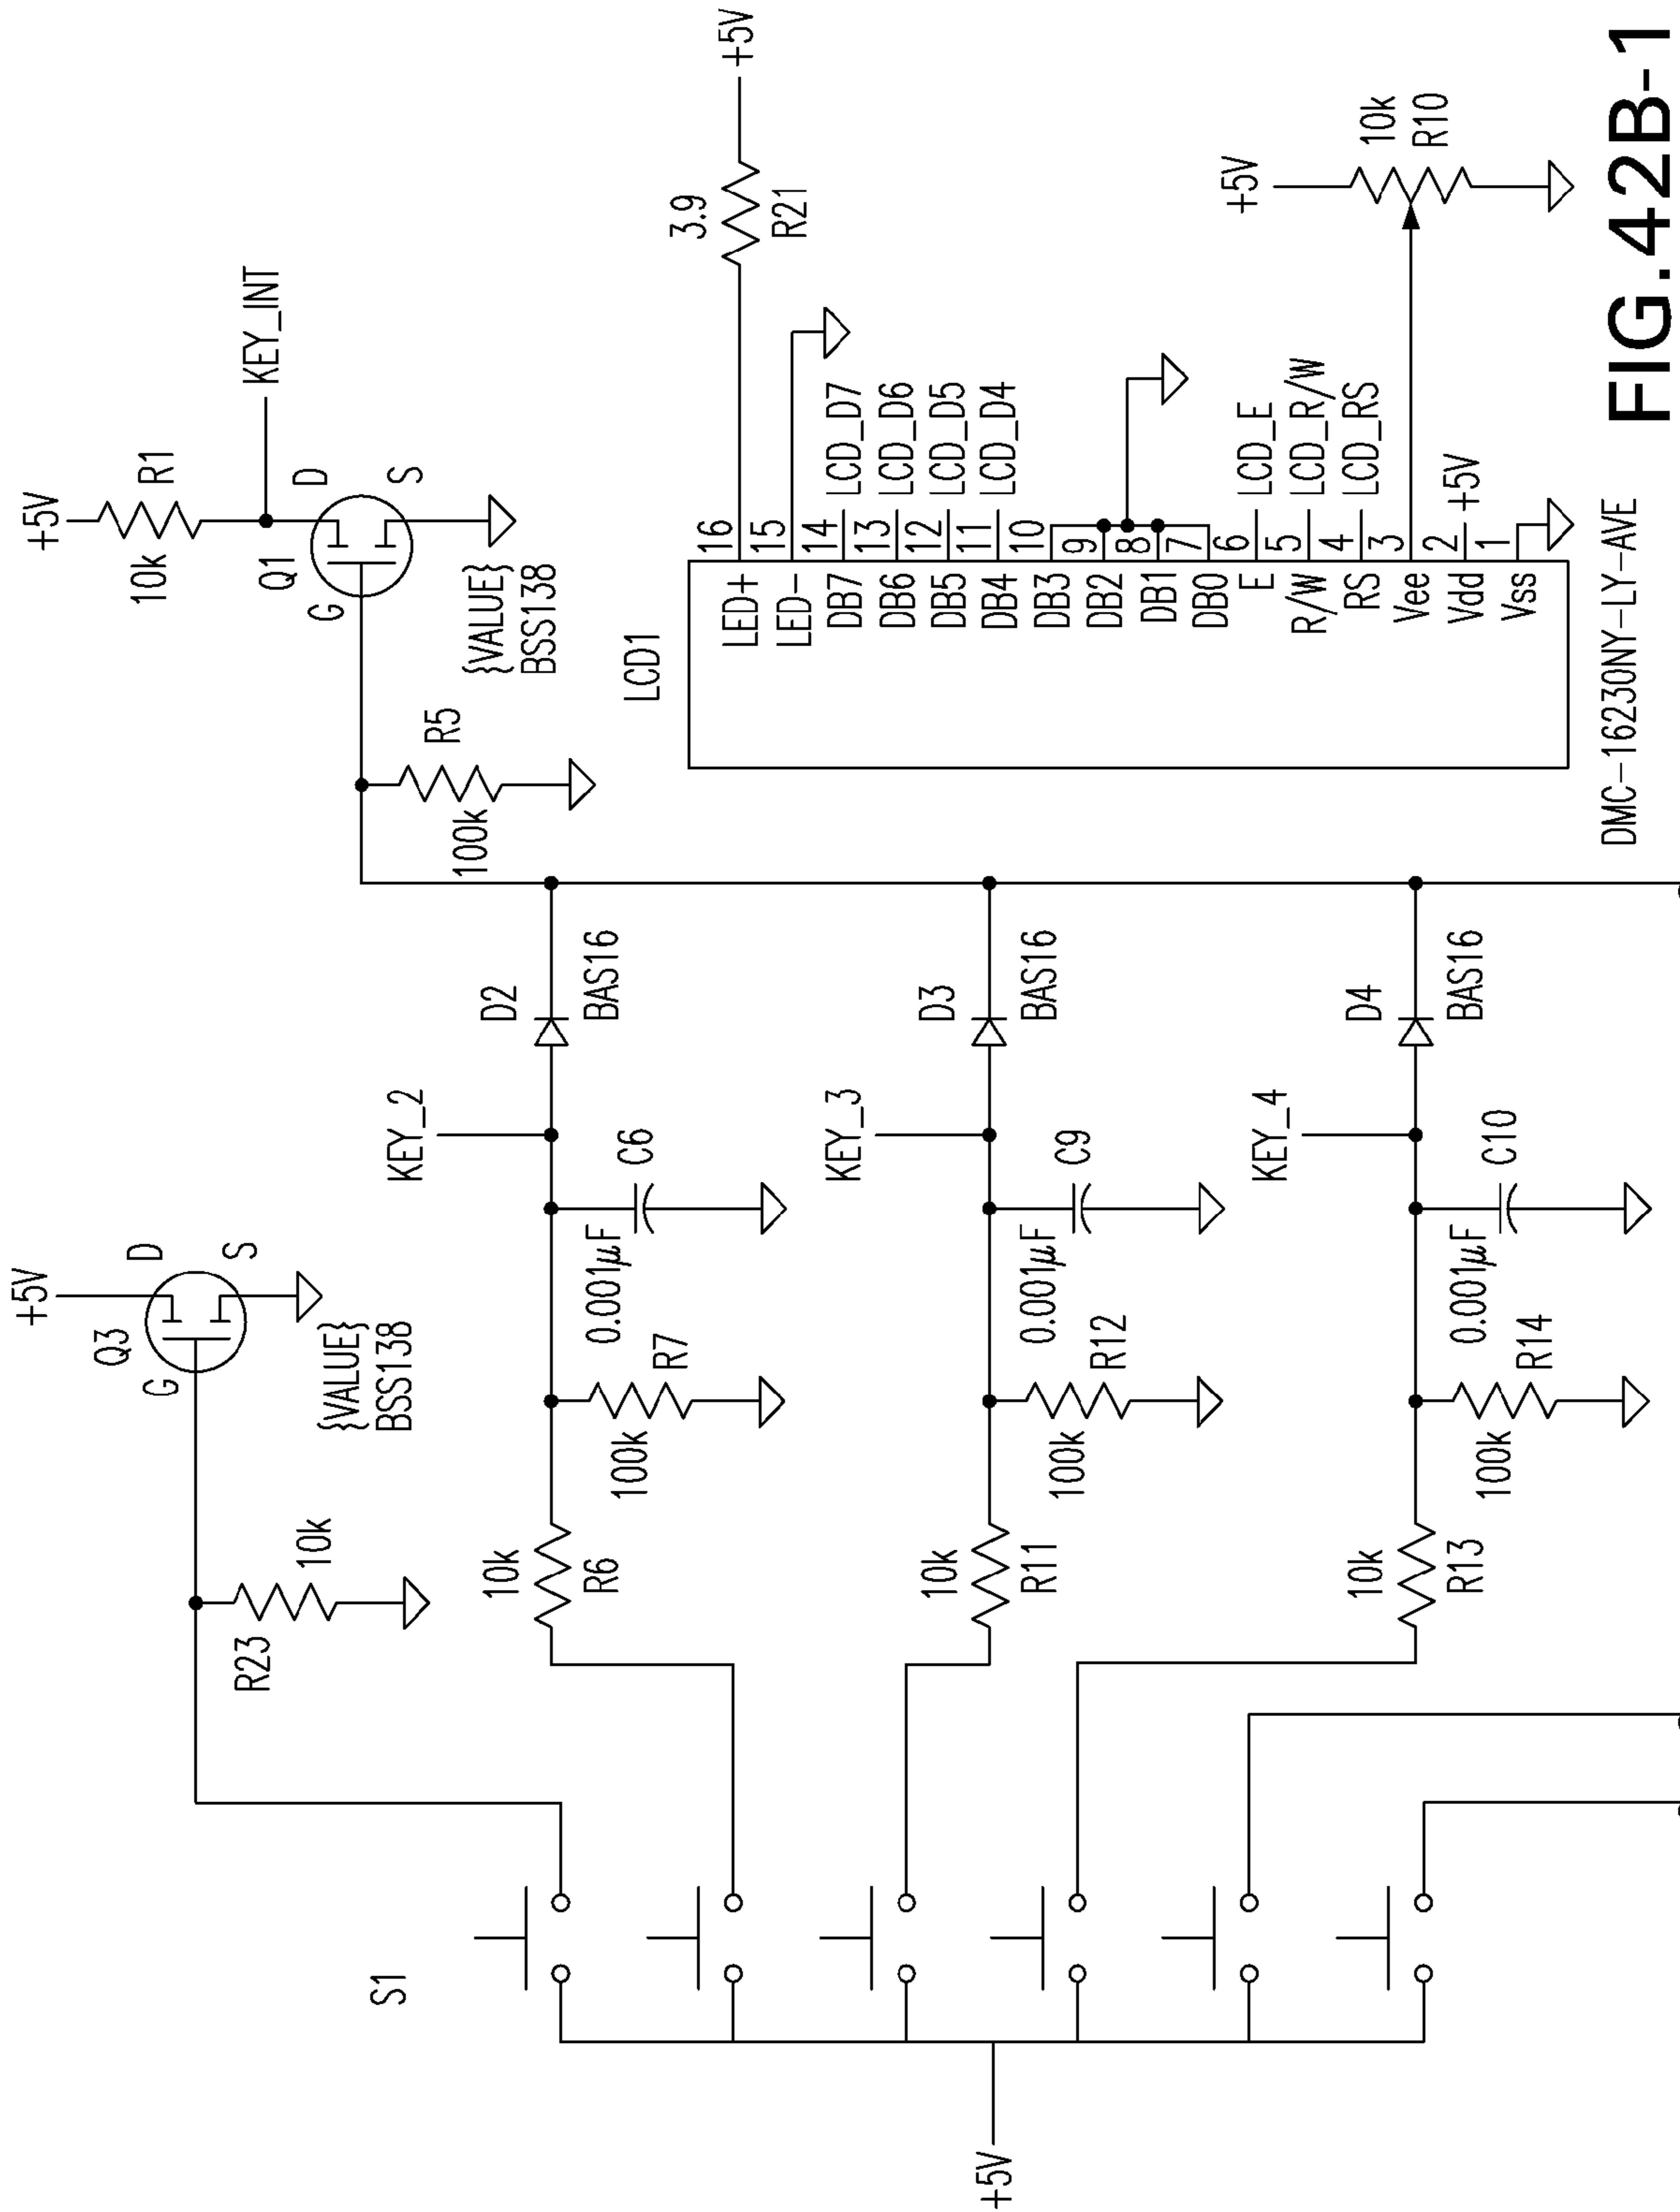 +5V
S1
R23
10k
+5V
Q3
D
G
S
{VALUE}
BSS138
10k
R6
100k
R7
0.001µF
C6
KEY_2
D2
BAS16
10k
R11
100k
R12
0.001µF
C9
KEY_3
D3
BAS16
10k
R13
100k
R14
0.001µF
C10
KEY_4
D4
BAS16
100k
R5
+5V
10k
R1
KEY_INT
Q1
D
G
S
{VALUE}
BSS138
LCD1
LED+ 16
LED- 15
DB7 14 LCD_D7
DB6 13 LCD_D6
DB5 12 LCD_D5
DB4 11 LCD_D4
DB3 10
DB2 9
DB1 8
DB0 7
E 6 LCD_E
R/W 5 LCD_R/W
RS 4 LCD_RS
Vee 3
Vdd 2 +5V
Vss 1
DMC-16230NY-LY-AVE
3.9
R21
+5V
+5V
10k
R10
FIG.42B-1